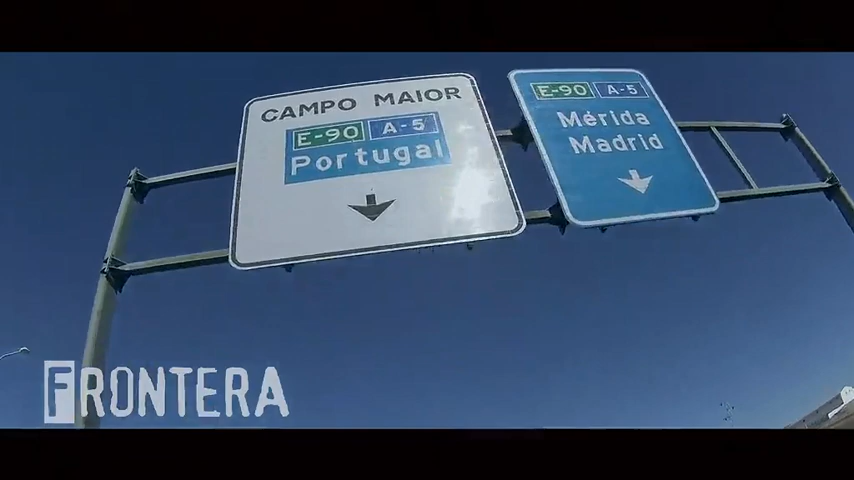 CAMPO MAIOR
E-90 A-5
Portugal
E-90 A-5
Mérida
Madrid
FRONTERA